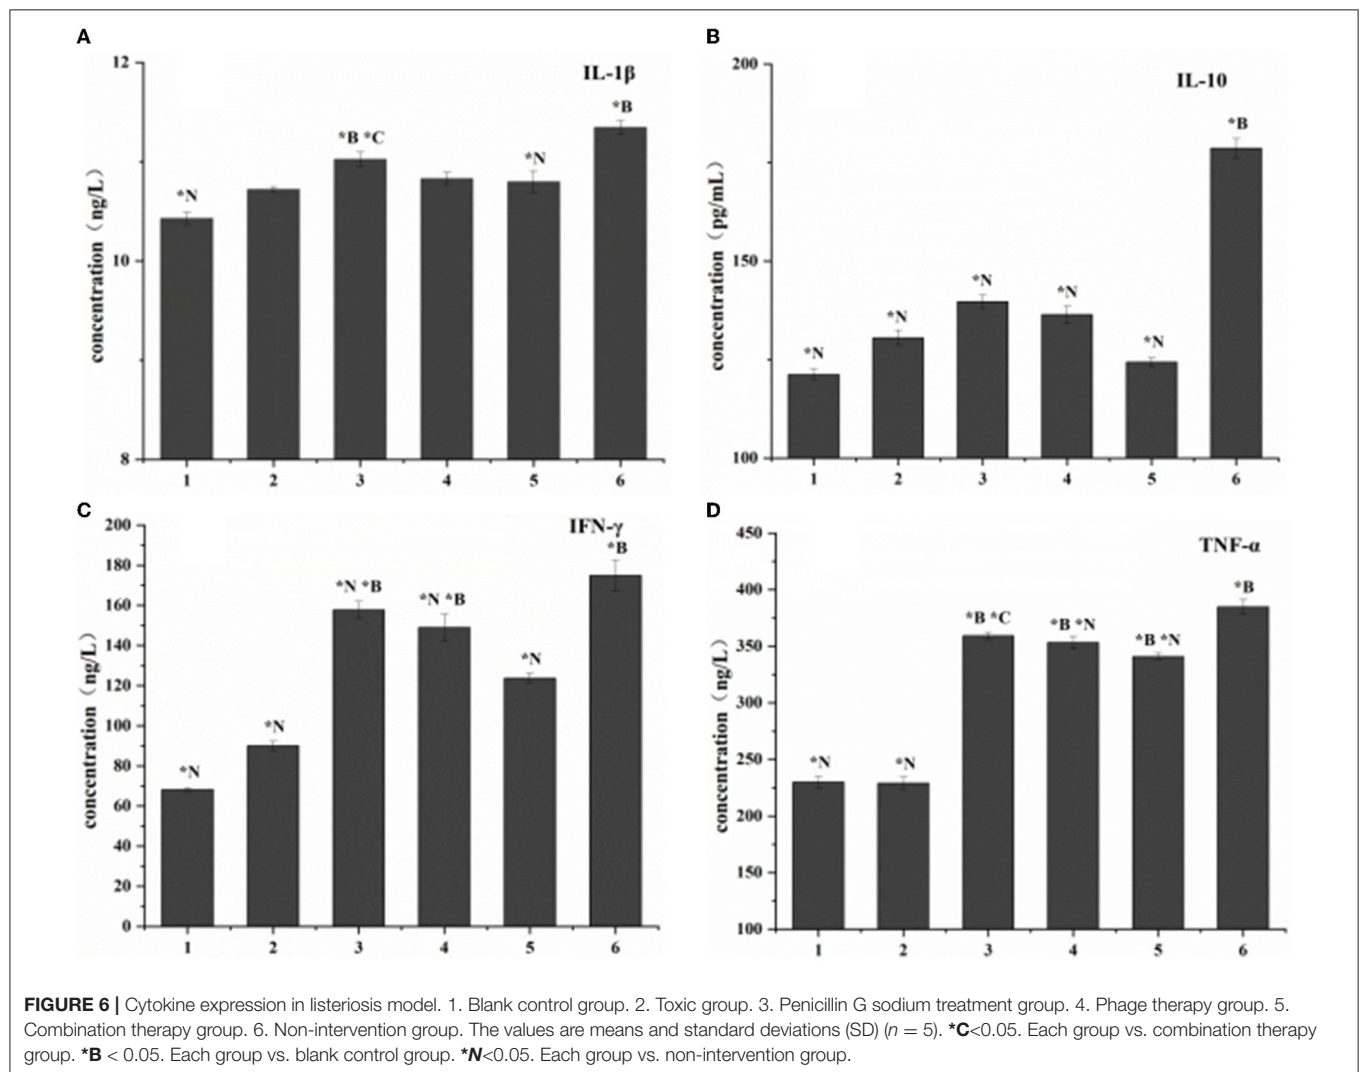 A
IL-1β
12
10
8
concentration（ng/L）
*N
*B *C
*N
*B
1 2 3 4 5 6
B
IL-10
200
150
100
concentration（pg/mL）
*N
*N
*N
*N
*N
*B
1 2 3 4 5 6
C
IFN-γ
200
180
160
140
120
100
80
60
40
20
0
concentration（ng/L）
*N
*N
*N *B
*N *B
*N
*B
1 2 3 4 5 6
D
TNF-α
450
400
350
300
250
200
150
100
concentration（ng/L）
*N
*N
*B *C
*B *N
*B *N
*B
1 2 3 4 5 6
FIGURE 6 | Cytokine expression in listeriosis model. 1. Blank control group. 2. Toxic group. 3. Penicillin G sodium treatment group. 4. Phage therapy group. 5.
Combination therapy group. 6. Non-intervention group. The values are means and standard deviations (SD) (n = 5). *C<0.05. Each group vs. combination therapy
group. *B < 0.05. Each group vs. blank control group. *N<0.05. Each group vs. non-intervention group.